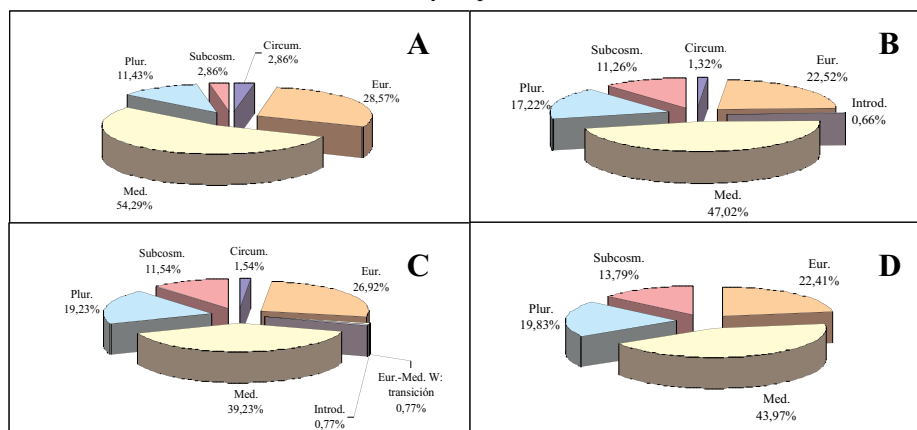 A
Plur.
11,43%
Subcosm.
2,86%
Circum.
2,86%
Eur.
28,57%
Med.
54,29%
B
Plur.
17,22%
Subcosm.
11,26%
Circum.
1,32%
Eur.
22,52%
Introd.
0,66%
Med.
47,02%
C
Plur.
19,23%
Subcosm.
11,54%
Circum.
1,54%
Eur.
26,92%
Eur.-Med. W:
transición
0,77%
Introd.
0,77%
Med.
39,23%
D
Plur.
19,83%
Subcosm.
13,79%
Eur.
22,41%
Med.
43,97%